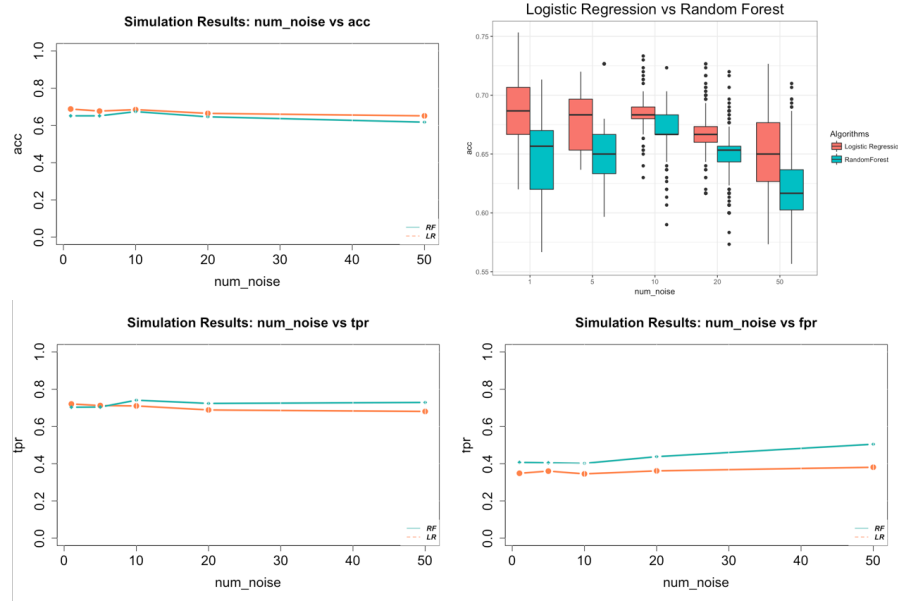 Simulation Results: num_noise vs acc
acc
1.0
0.8
0.6
0.4
0.2
0.0
0 10 20 30 40 50
num_noise
RF
LR
Logistic Regression vs Random Forest
acc
0.75
0.70
0.65
0.60
0.55
1 5 10 20 50
num_noise
Algorithms
Logistic Regressio
RandomForest
Simulation Results: num_noise vs tpr
tpr
1.0
0.8
0.6
0.4
0.2
0.0
0 10 20 30 40 50
num_noise
RF
LR
Simulation Results: num_noise vs fpr
fpr
1.0
0.8
0.6
0.4
0.2
0.0
0 10 20 30 40 50
num_noise
RF
LR